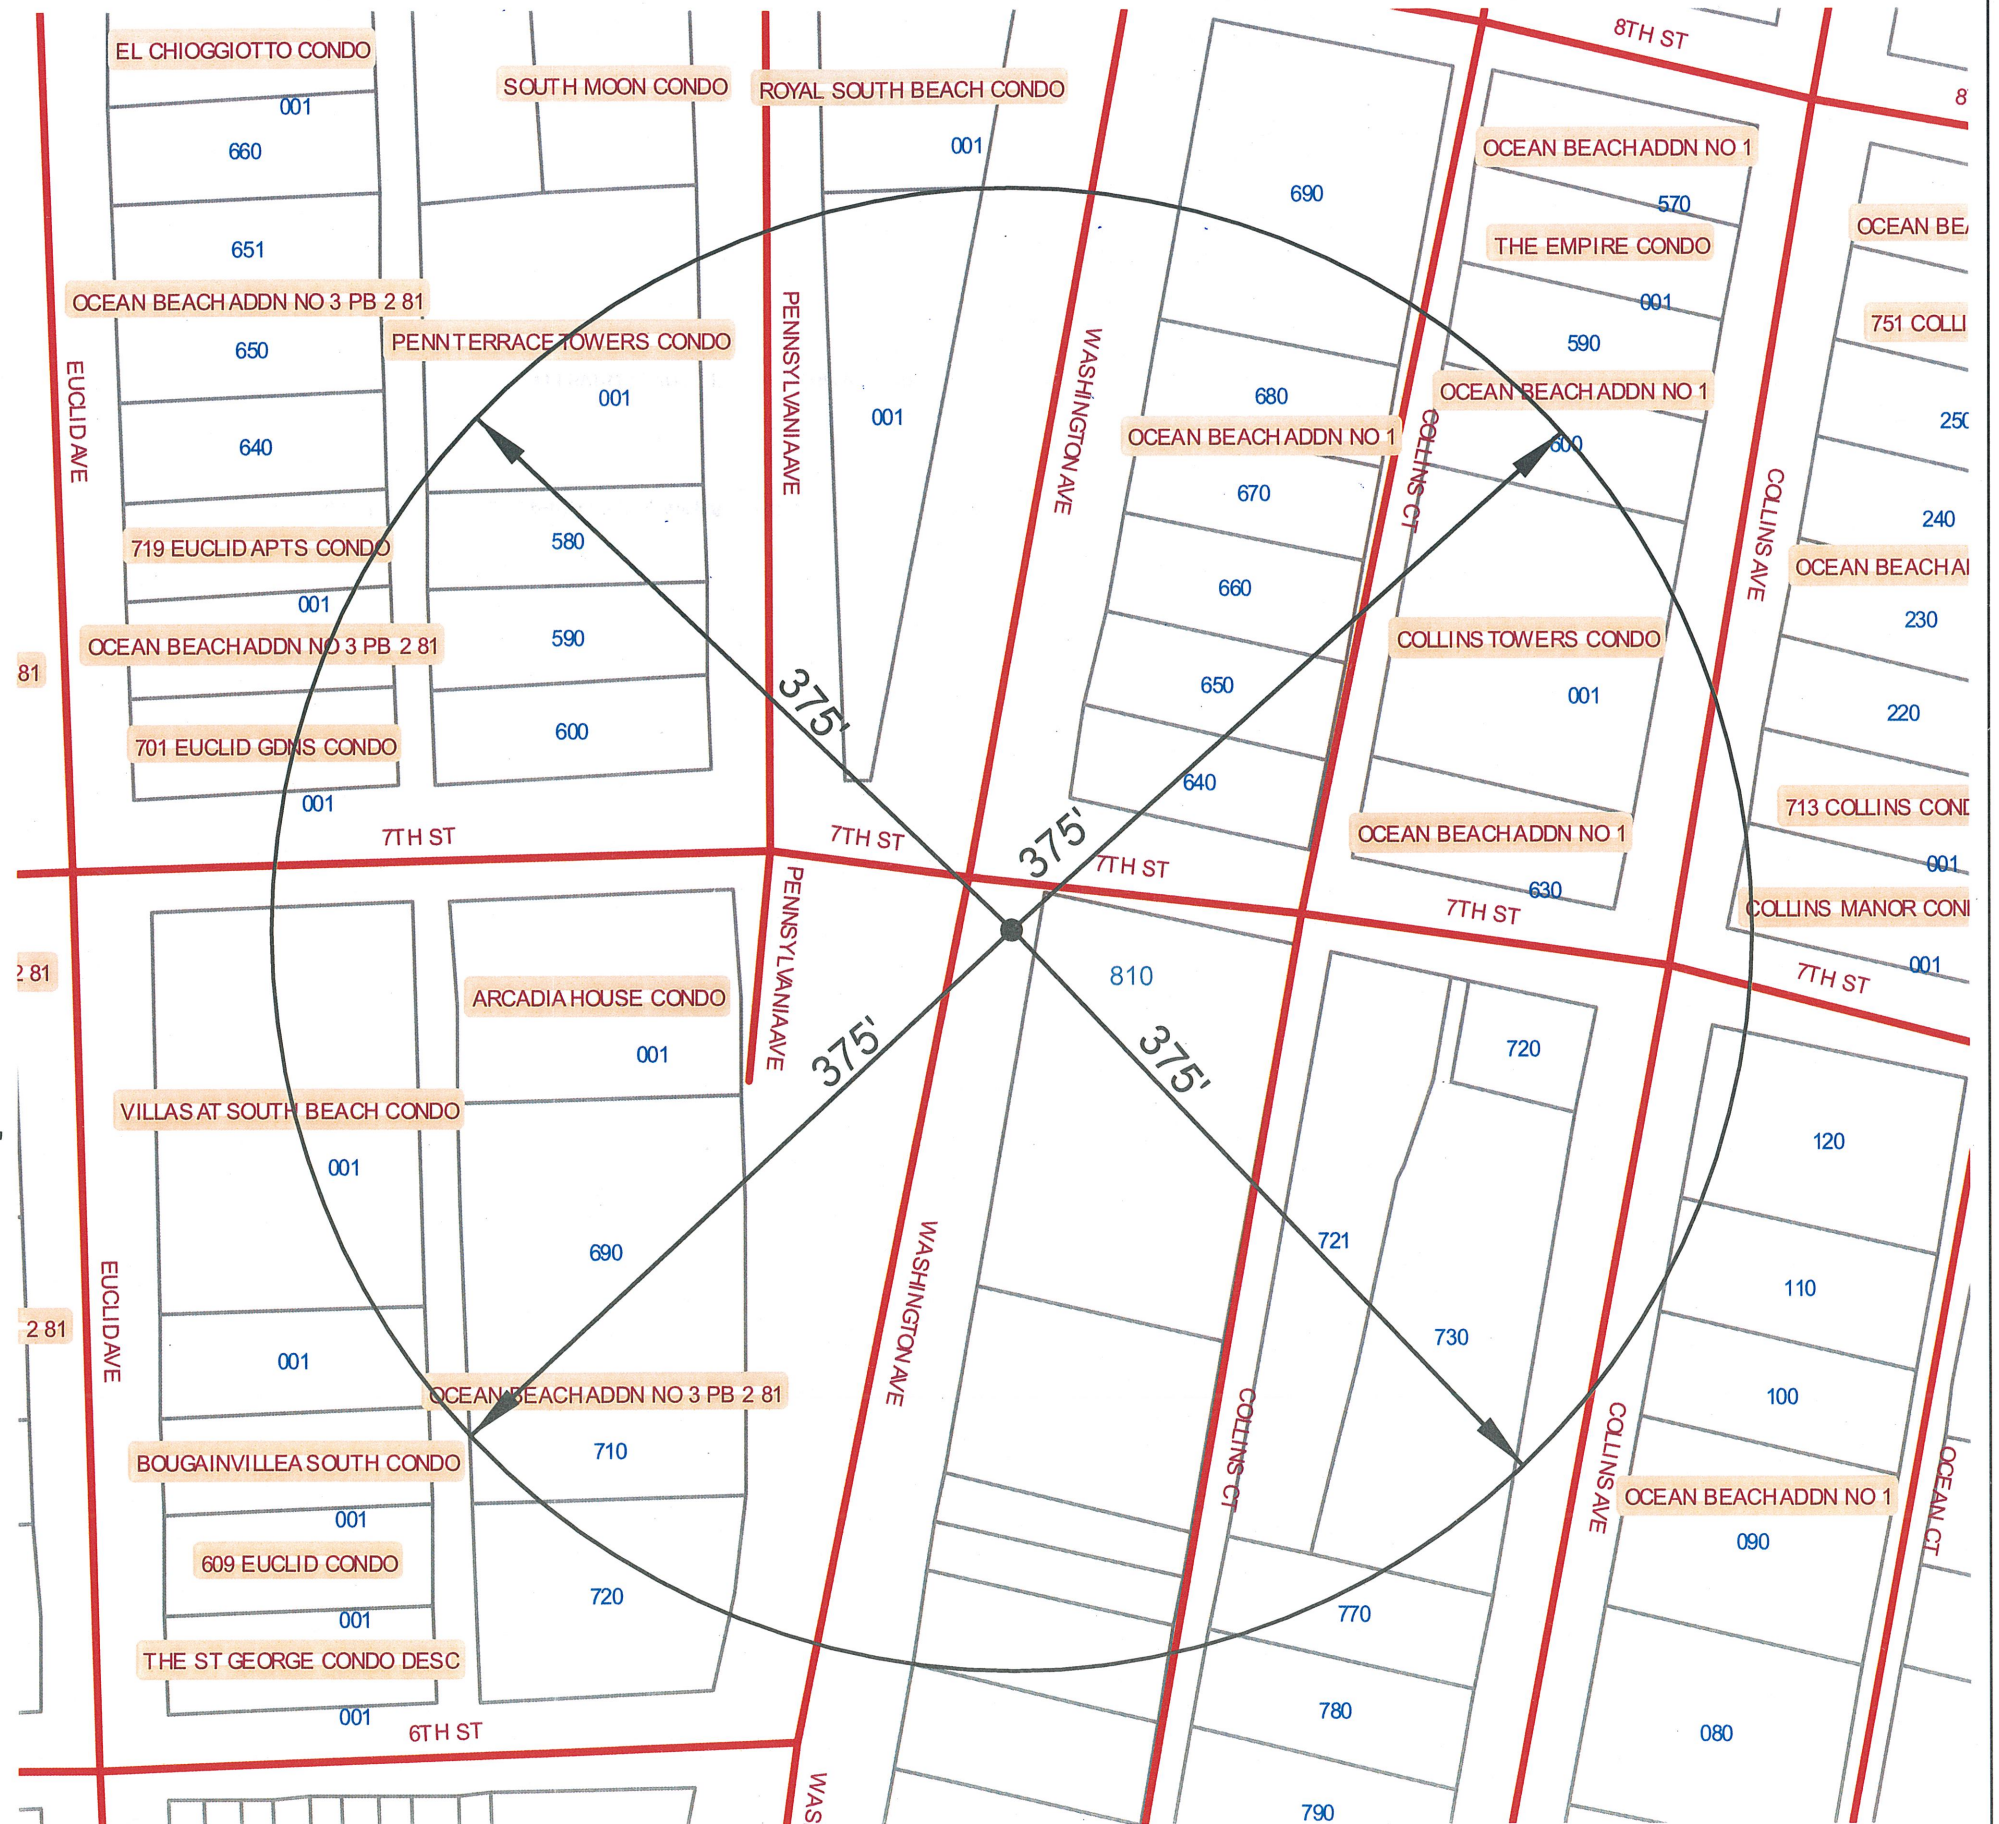 8TH ST
EL CHIOGGIOTTO CONDO
SOUTH MOON CONDO
ROYAL SOUTH BEACH CONDO
8
001
660
001
OCEAN BEACH ADDN NO 1
690
570
651
THE EMPIRE CONDO
OCEAN BEA
OCEAN BEACH ADDN NO 3 PB 2 81
001
650
PENN TERRACE TOWERS CONDO
590
751 COLLI
PENNSYLVANIA AVE
WASHINGTON AVE
EUCLID AVE
001
001
680
OCEAN BEACH ADDN NO 1
250
640
OCEAN BEACH ADDN NO 1
600
COLLINS CT
670
COLLINS AVE
240
719 EUCLID APTS CONDO
580
OCEAN BEACH A
001
660
230
OCEAN BEACH ADDN NO 3 PB 2 81
590
COLLINS TOWERS CONDO
81
650
001
220
375'
701 EUCLID GDNS CONDO
600
640
001
713 COLLINS COND
7TH ST
7TH ST
375'
7TH ST
OCEAN BEACH ADDN NO 1
001
630
7TH ST
COLLINS MANOR CON
001
7TH ST
2 81
PENNSYLVANIA AVE
ARCADIA HOUSE CONDO
810
001
375'
375'
720
VILLAS AT SOUTH BEACH CONDO
120
001
690
721
110
EUCLID AVE
WASHINGTON AVE
2 81
730
001
OCEAN BEACH ADDN NO 3 PB 2 81
100
COLLINS CT
COLLINS AVE
710
BOUGAINVILLEA SOUTH CONDO
OCEAN BEACH ADDN NO 1
OCEAN CT
001
090
609 EUCLID CONDO
720
770
001
THE ST GEORGE CONDO DESC
001
780
6TH ST
080
WAS
790